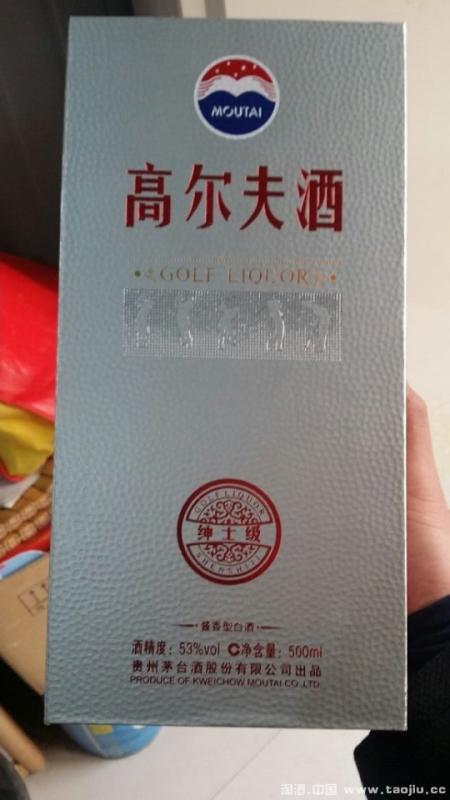 MOUTAI
高尔夫酒
GOLF LIQUOR
GOLF LIQUOR
绅士级
SHENSHIJI
酱香型白酒
酒精度：53%vol C净含量：500ml
贵州茅台酒股份有限公司出品
PRODUCE OF KWEICHOW MOUTAI CO.,LTD
淘酒.中国 www.taojiu.cc